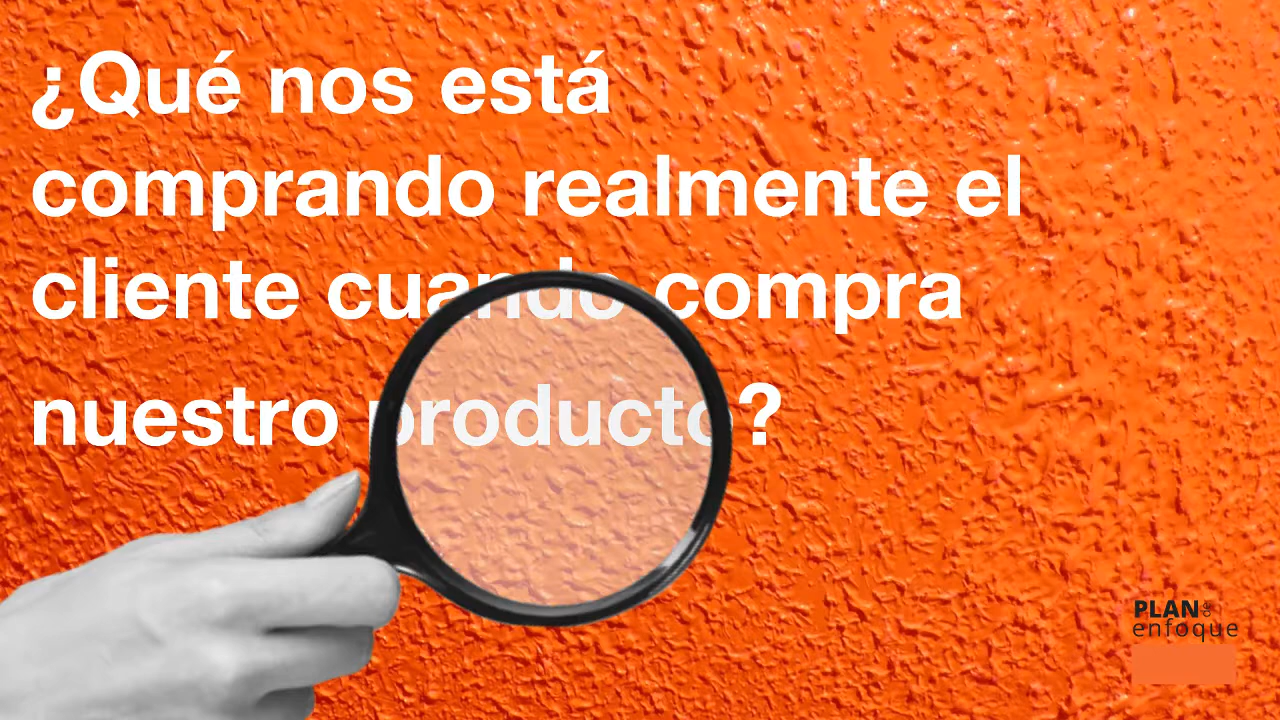 ¿Qué nos está
comprando realmente el
cliente cuando compra
nuestro producto?
PLAN de
enfoque